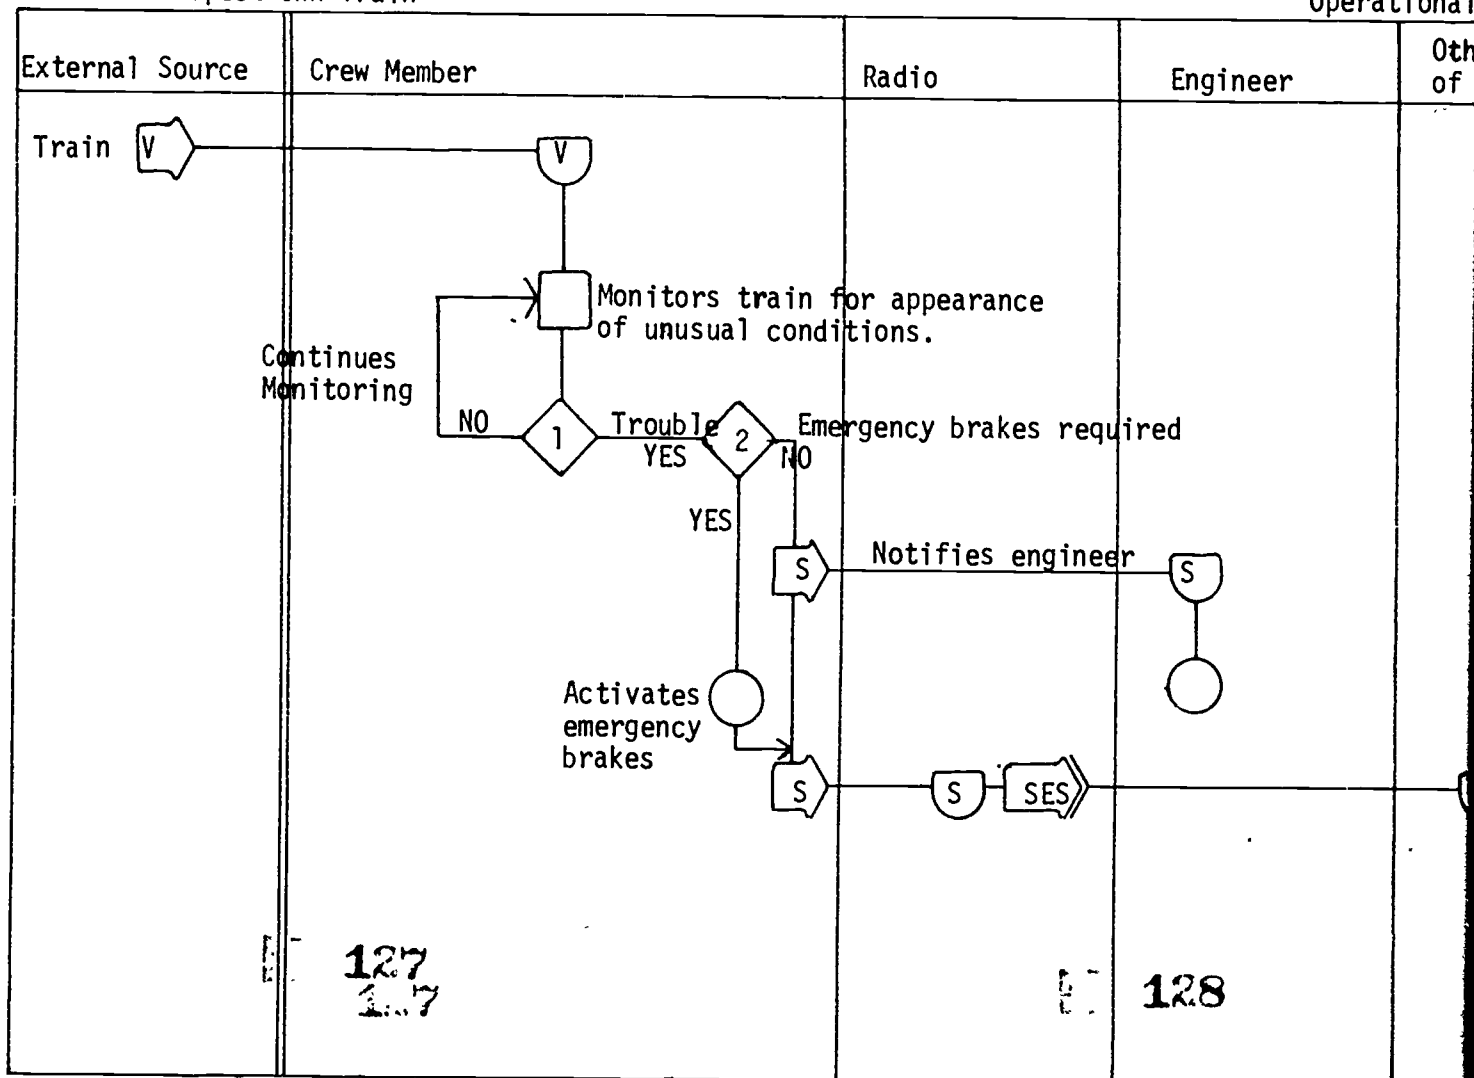 Train
Operational
External Source
Crew Member
Radio
Engineer
Oth
of
Train
V
V
Monitors train for appearance
of unusual conditions.
Continues
Monitoring
NO
1
Trouble
YES
2
Emergency brakes required
NO
YES
S
Notifies engineer
S
Activates
emergency
brakes
S
S
SES
127
128